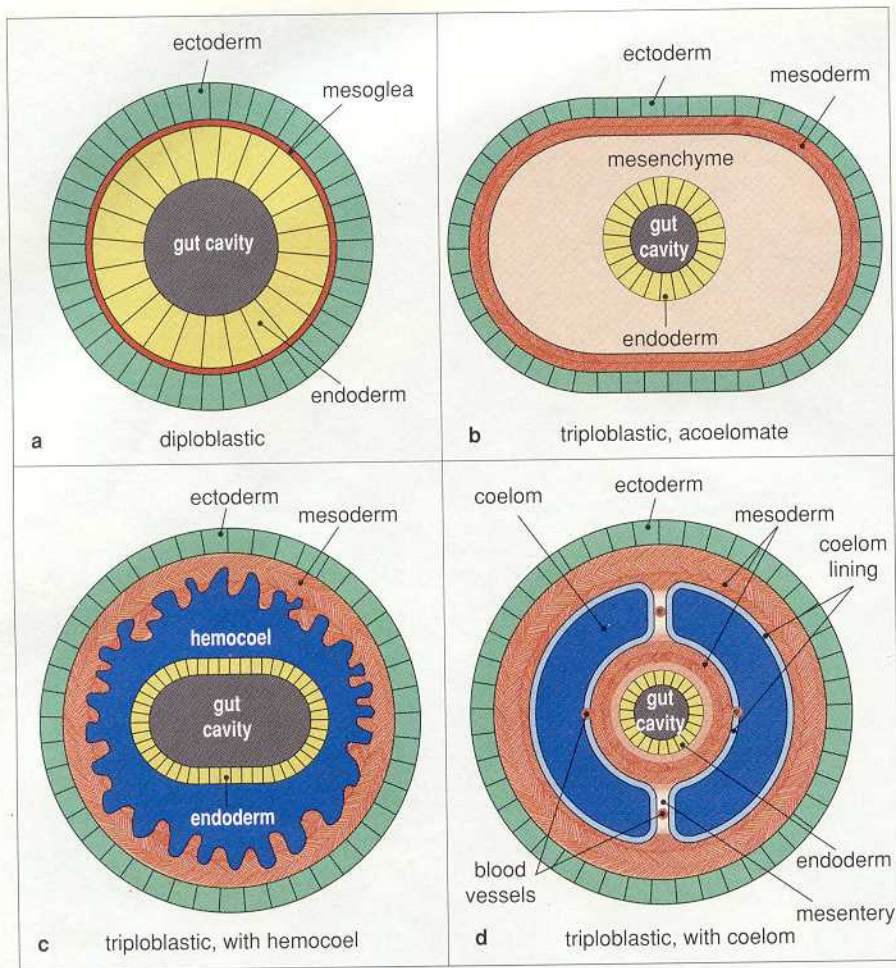 ectoderm
mesoglea
gut cavity
endoderm
a
diploblastic
ectoderm
mesoderm
mesenchyme
gut
cavity
endoderm
b
triploblastic, acoelomate
ectoderm
mesoderm
hemocoel
gut
cavity
endoderm
c
triploblastic, with hemocoel
coelom
ectoderm
mesoderm
coelom
lining
gut
cavity
blood
vessels
endoderm
mesentery
d
triploblastic, with coelom